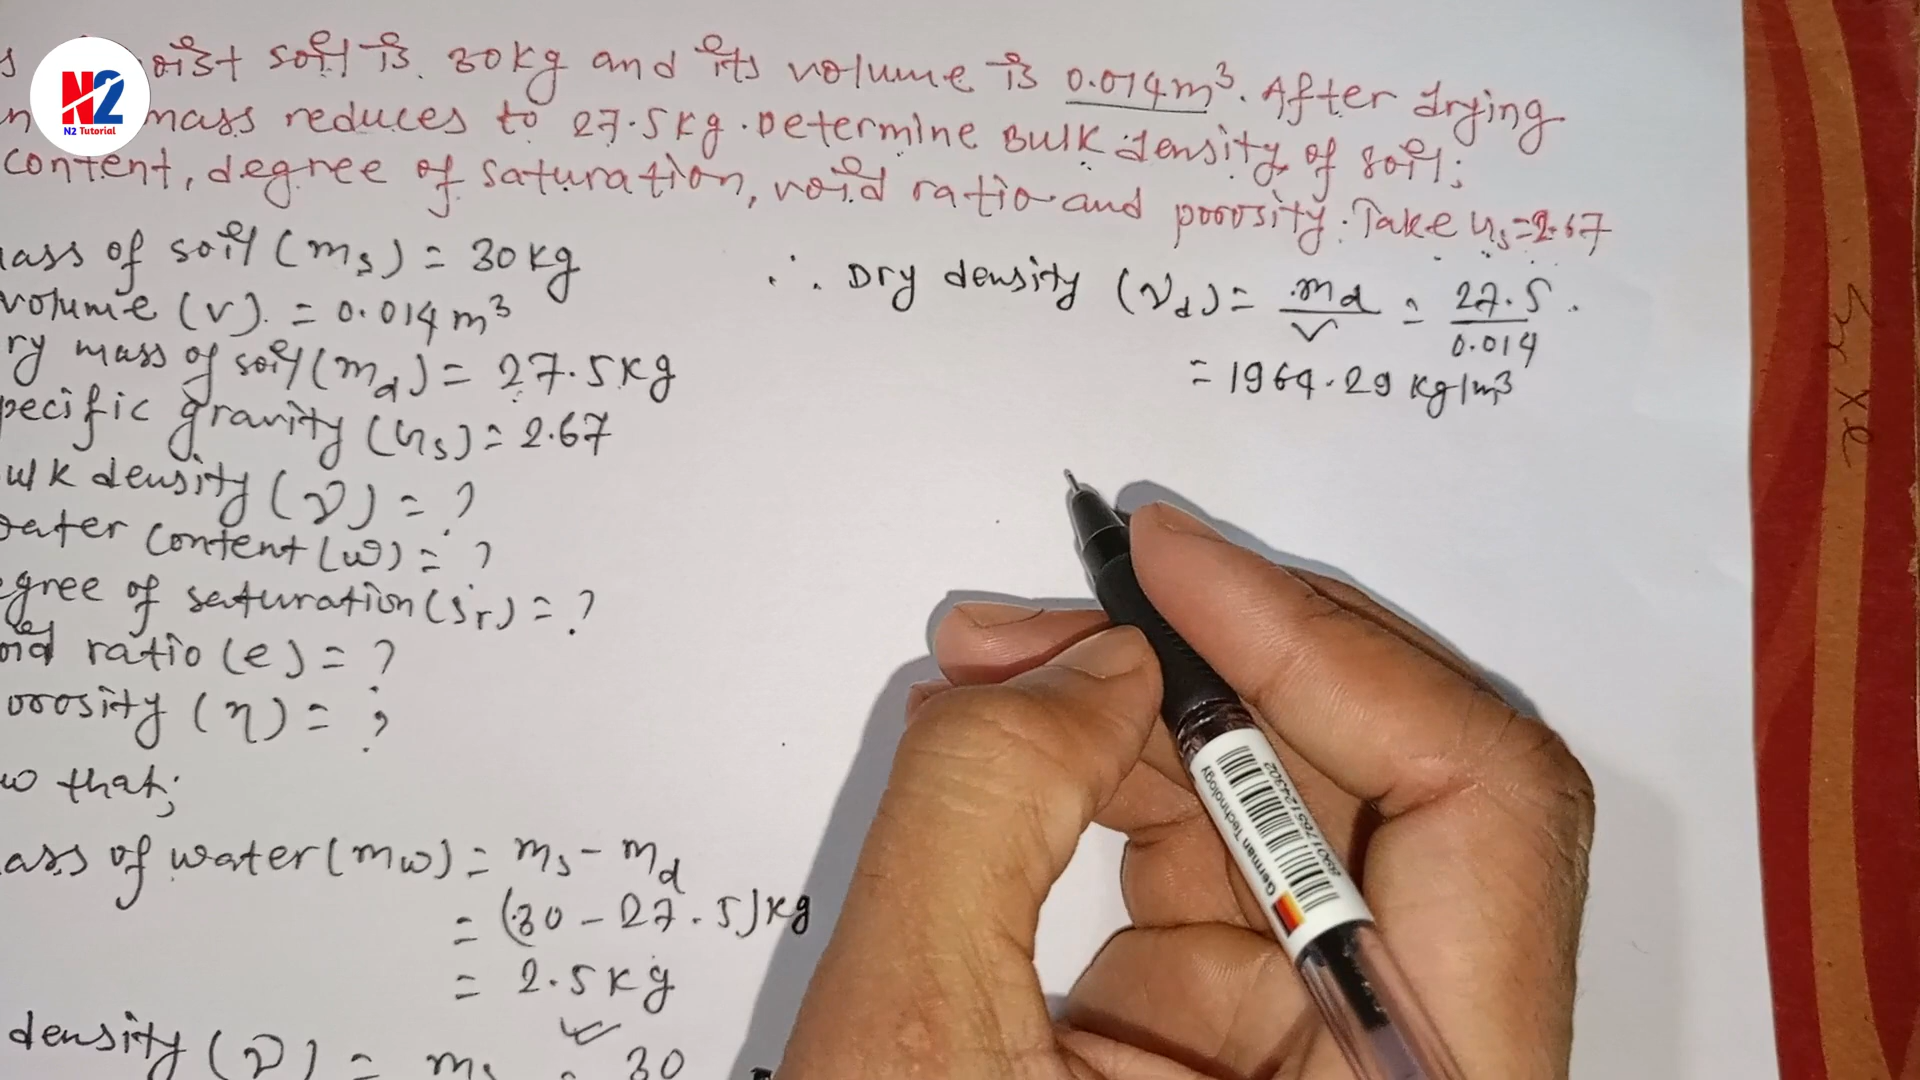 s moist soil is 30kg and its volume is 0.014m³. After drying
n mass reduces to 27.5kg. Determine Bulk density of soil;
content, degree of saturation, void ratio and porosity. Take Gs=2.67
N2
N2 Tutorial
mass of soil (ms) = 30kg
volume (v) = 0.014 m³
ry mass of soil (md) = 27.5kg
pecific gravity (Gs) = 2.67
ulk density (γ) = ?
water content (w) = ?
egree of saturation (Sr) = ?
oid ratio (e) = ?
orosity (η) = ?
w that;
ass of water (mw) = ms - md
= (30 - 27.5)kg
= 2.5kg
density (γ) = ms = 30
∴ Dry density (γd) = md/v = 27.5/0.014
= 1964.29 kg/m³
Sr×e
German Technology